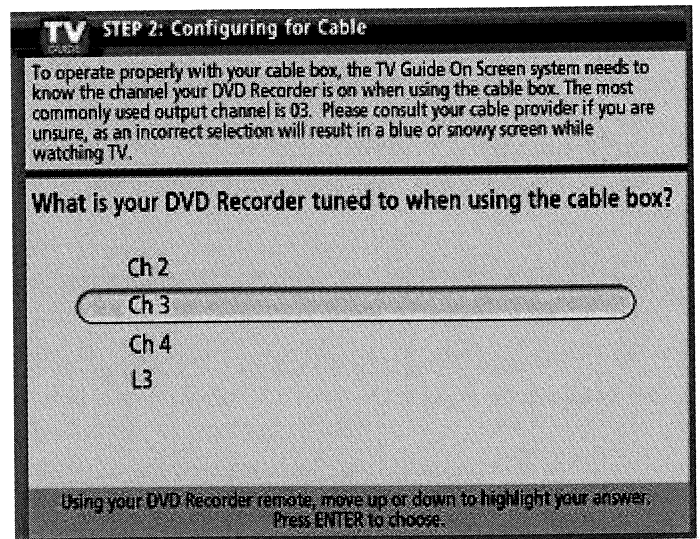 TV GUIDE STEP 2: Configuring for Cable
To operate properly with your cable box, the TV Guide On Screen system needs to
know the channel your DVD Recorder is on when using the cable box. The most
commonly used output channel is 03. Please consult your cable provider if you are
unsure, as an incorrect selection will result in a blue or snowy screen while
watching TV.
What is your DVD Recorder tuned to when using the cable box?
Ch 2
Ch 3
Ch 4
L3
Using your DVD Recorder remote, move up or down to highlight your answer.
Press ENTER to choose.